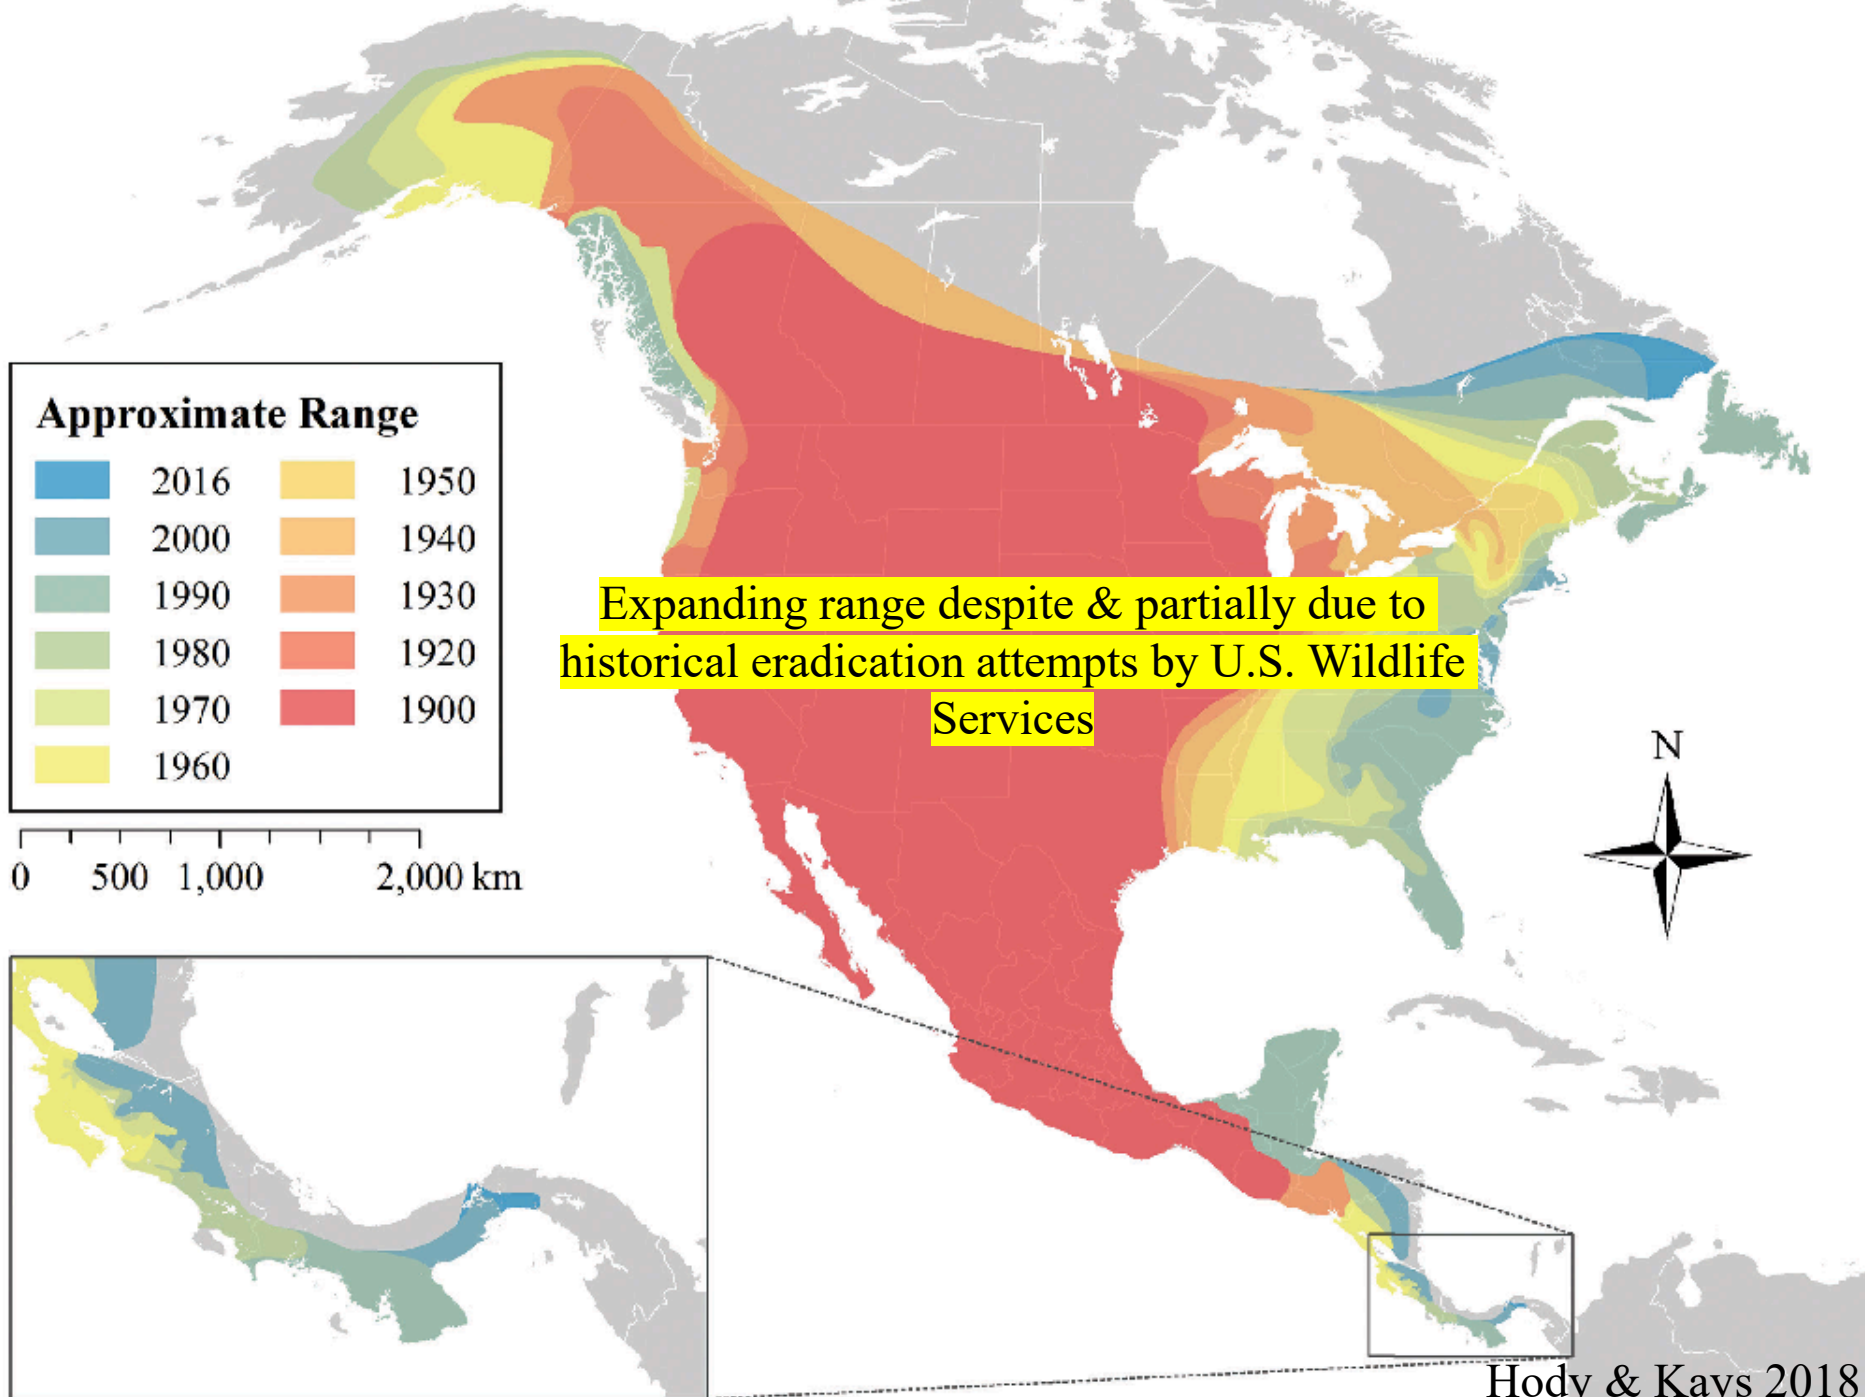 Approximate Range
2016 1950
2000 1940
1990 1930
1980 1920
1970 1900
1960
0 500 1,000 2,000 km
Expanding range despite & partially due to
historical eradication attempts by U.S. Wildlife
Services
N
Hody & Kays 2018